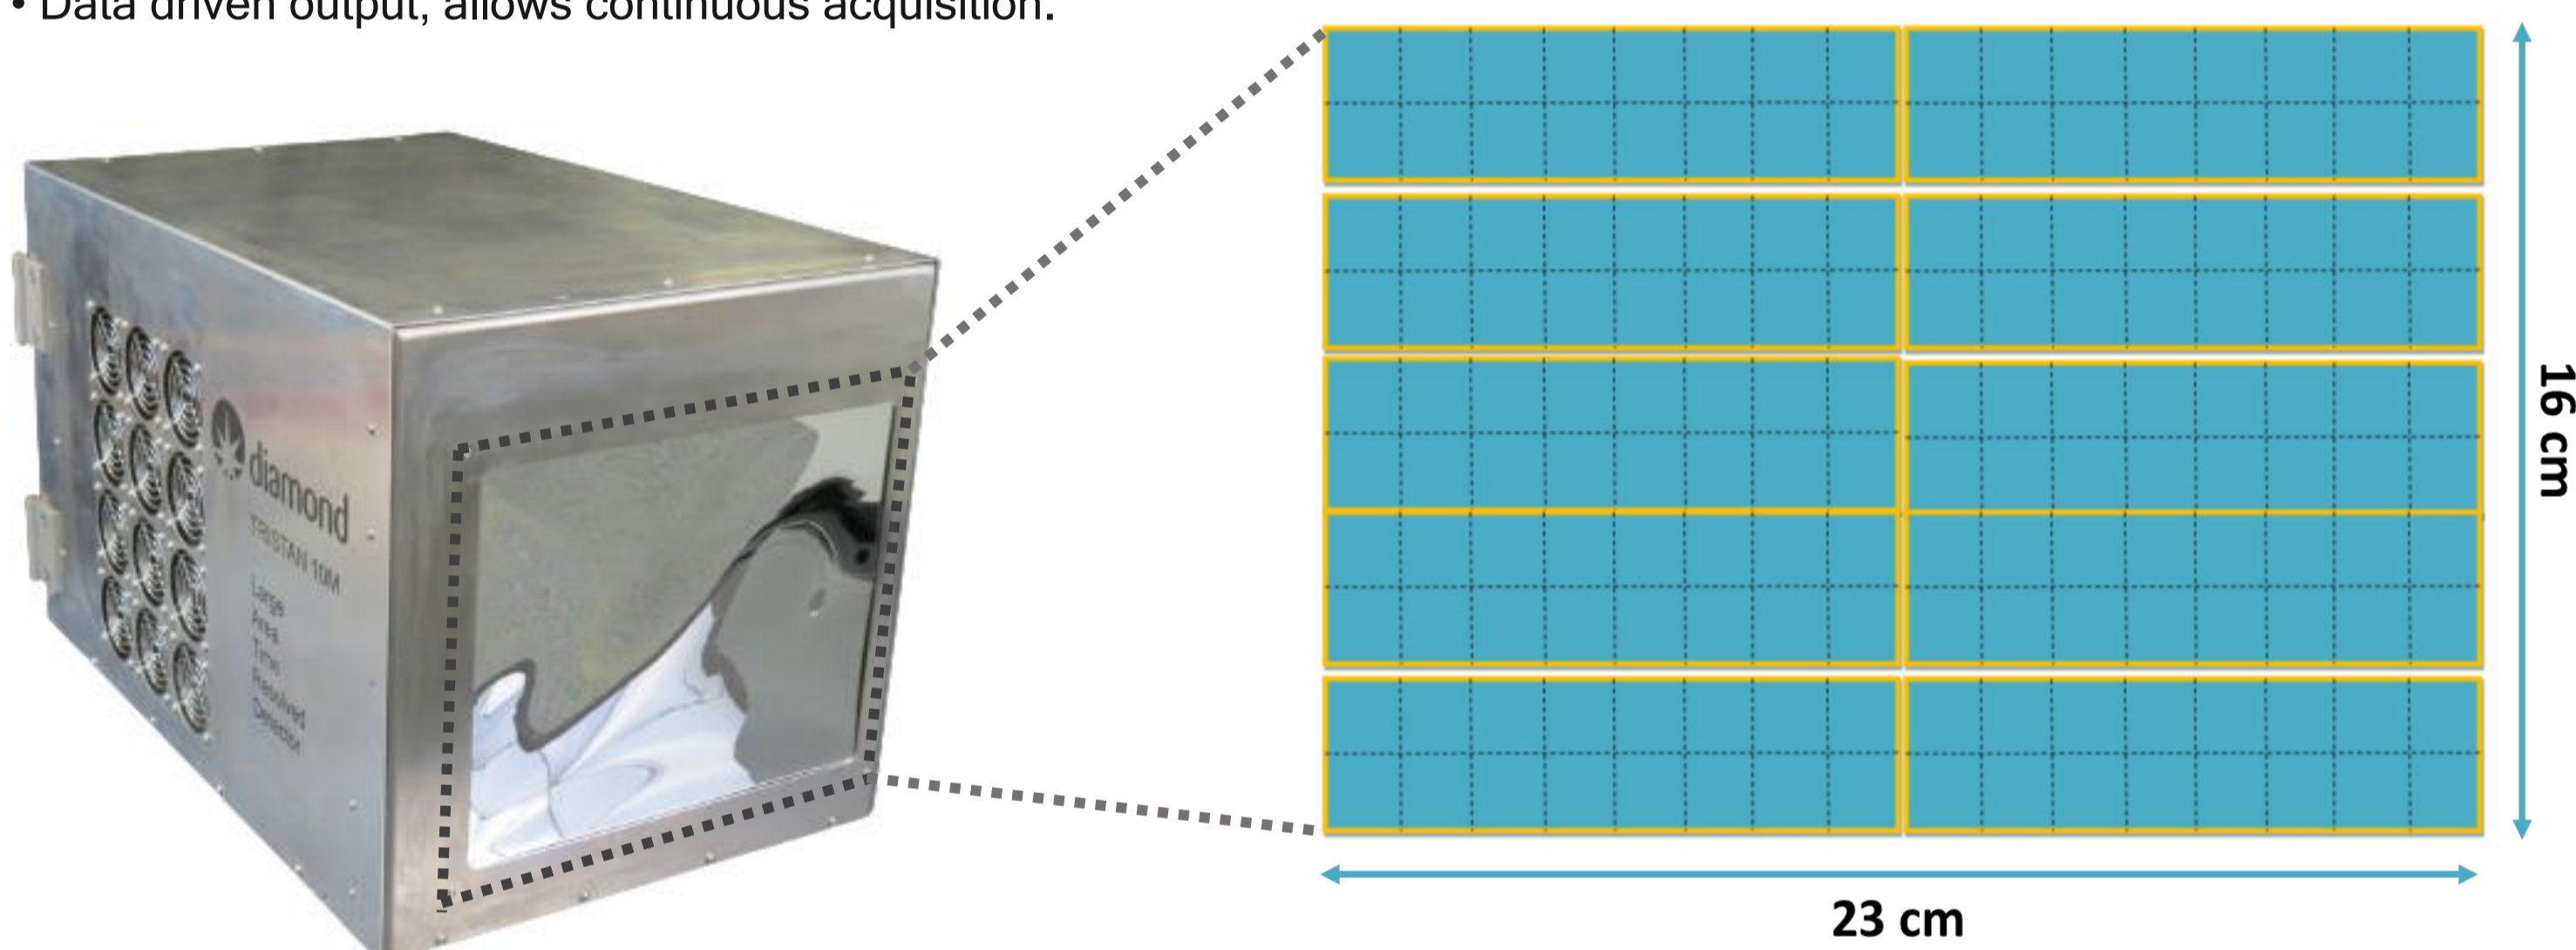 • Data driven output, allows continuous acquisition.
diamond
TRISTAN 10M
Large
Area
Time
Resolved
Detector
16 cm
23 cm